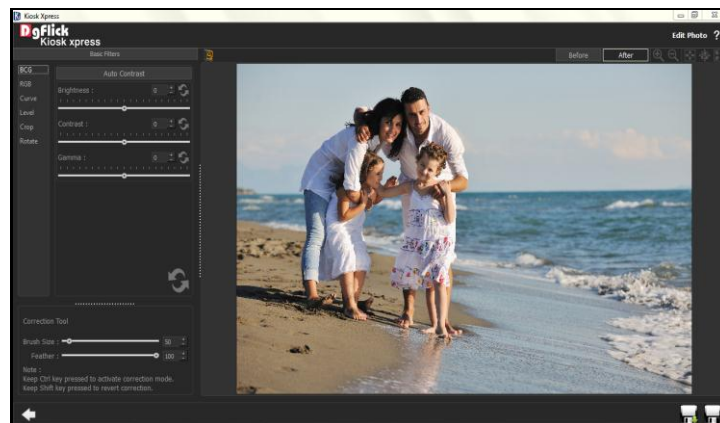 Kiosk Xpress
DgFlick
Kiosk xpress
Edit Photo ?
Basic Filters
Before After
BCG
RGB
Curve
Level
Crop
Rotate
Auto Contrast
Brightness : 0
Contrast : 0
Gamma : 0
Correction Tool
Brush Size : 50
Feather : 100
Note :
Keep Ctrl key pressed to activate correction mode.
Keep Shift key pressed to revert correction.